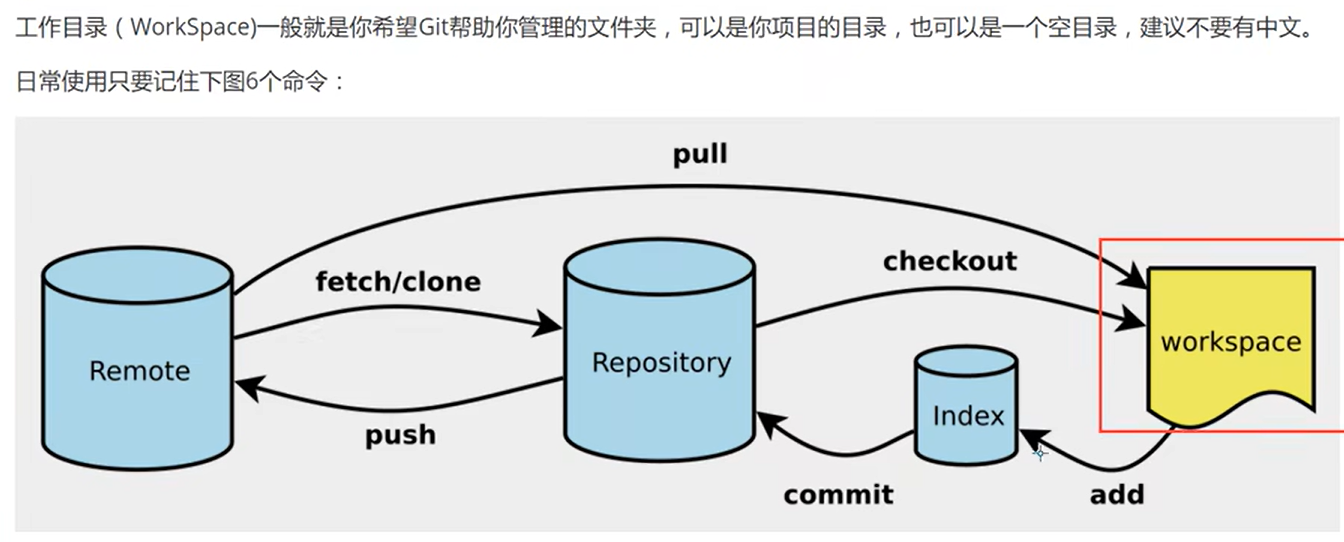 工作目录（WorkSpace)一般就是你希望Git帮助你管理的文件夹，可以是你项目的目录，也可以是一个空目录，建议不要有中文。
日常使用只要记住下图6个命令：
pull
fetch/clone
checkout
Remote
Repository
workspace
Index
push
commit
add